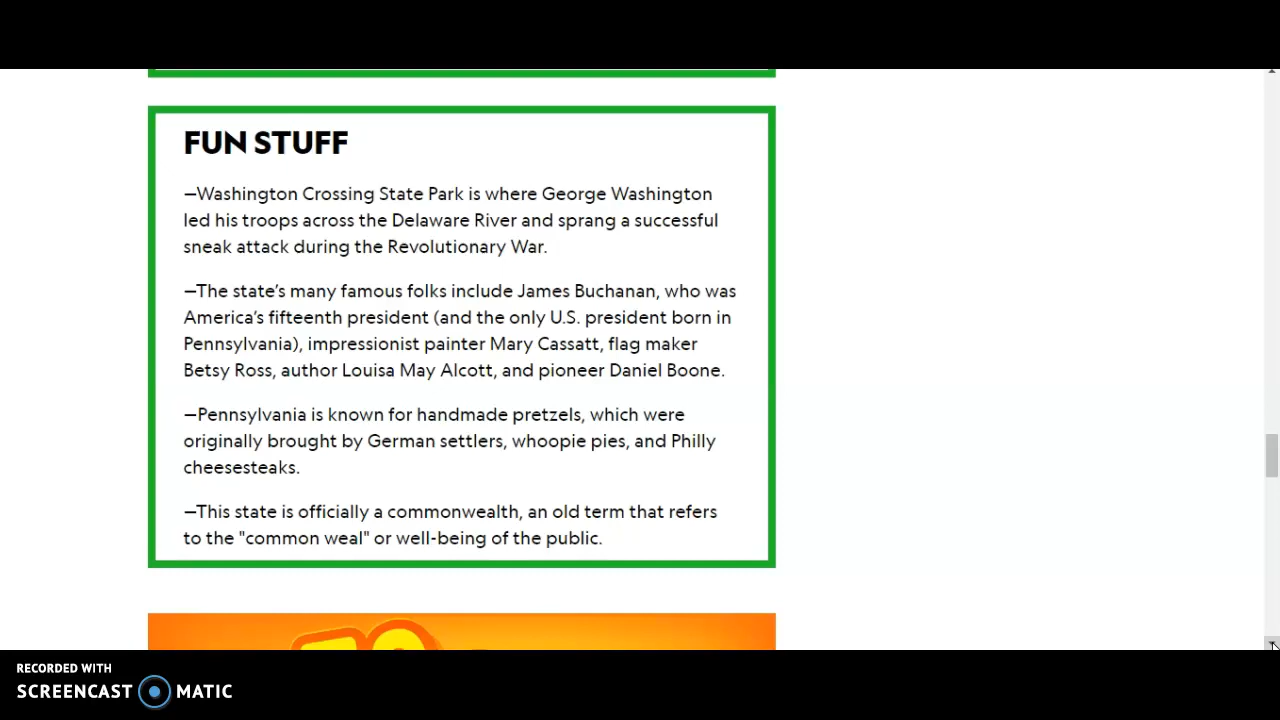 FUN STUFF
—Washington Crossing State Park is where George Washington
led his troops across the Delaware River and sprang a successful
sneak attack during the Revolutionary War.
—The state’s many famous folks include James Buchanan, who was
America’s fifteenth president (and the only U.S. president born in
Pennsylvania), impressionist painter Mary Cassatt, flag maker
Betsy Ross, author Louisa May Alcott, and pioneer Daniel Boone.
—Pennsylvania is known for handmade pretzels, which were
originally brought by German settlers, whoopie pies, and Philly
cheesesteaks.
—This state is officially a commonwealth, an old term that refers
to the "common weal" or well-being of the public.
RECORDED WITH
SCREENCAST MATIC